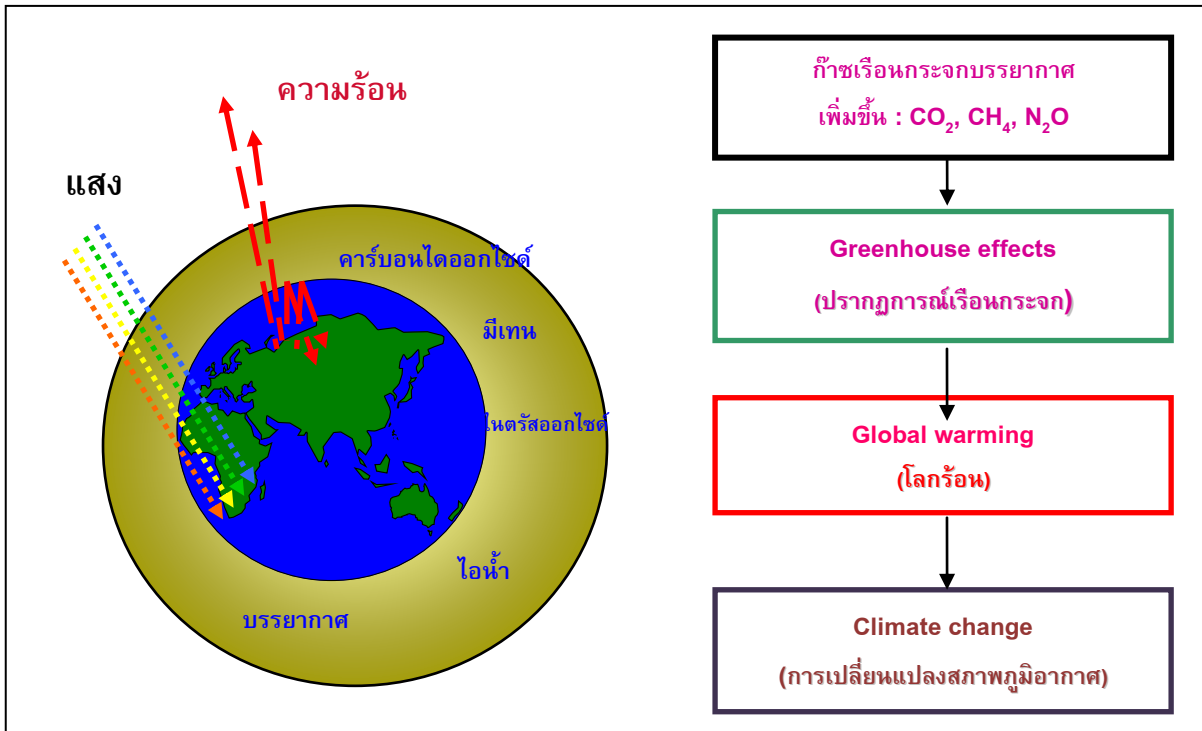 ความร้อน
แสง
คาร์บอนไดออกไซด์
มีเทน
ไนตรัสออกไซด์
ไอน้ำ
บรรยากาศ
ก๊าซเรือนกระจกบรรยากาศ
เพิ่มขึ้น : CO₂, CH₄, N₂O
Greenhouse effects
(ปรากฏการณ์เรือนกระจก)
Global warming
(โลกร้อน)
Climate change
(การเปลี่ยนแปลงสภาพภูมิอากาศ)